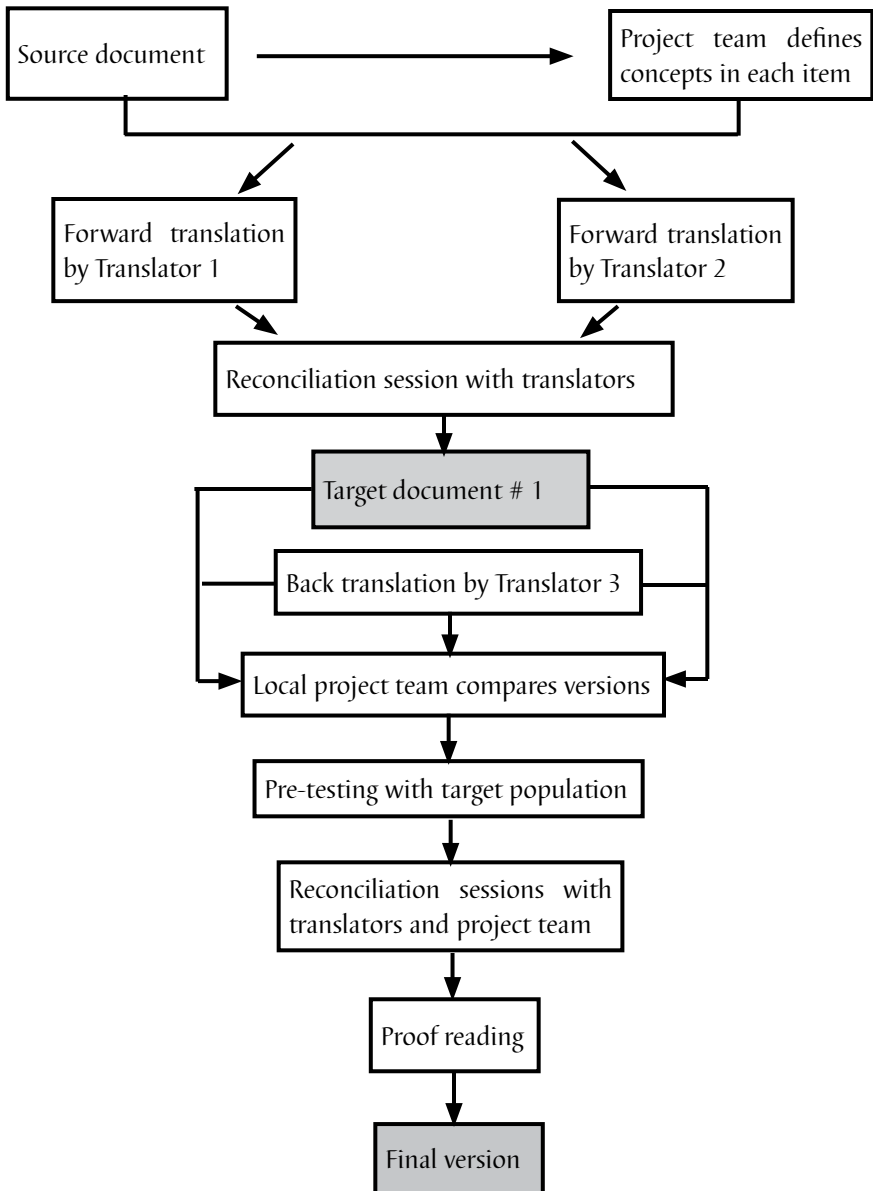 Source document
Project team defines
concepts in each item
Forward translation
by Translator 1
Forward translation
by Translator 2
Reconciliation session with translators
Target document # 1
Back translation by Translator 3
Local project team compares versions
Pre-testing with target population
Reconciliation sessions with
translators and project team
Proof reading
Final version